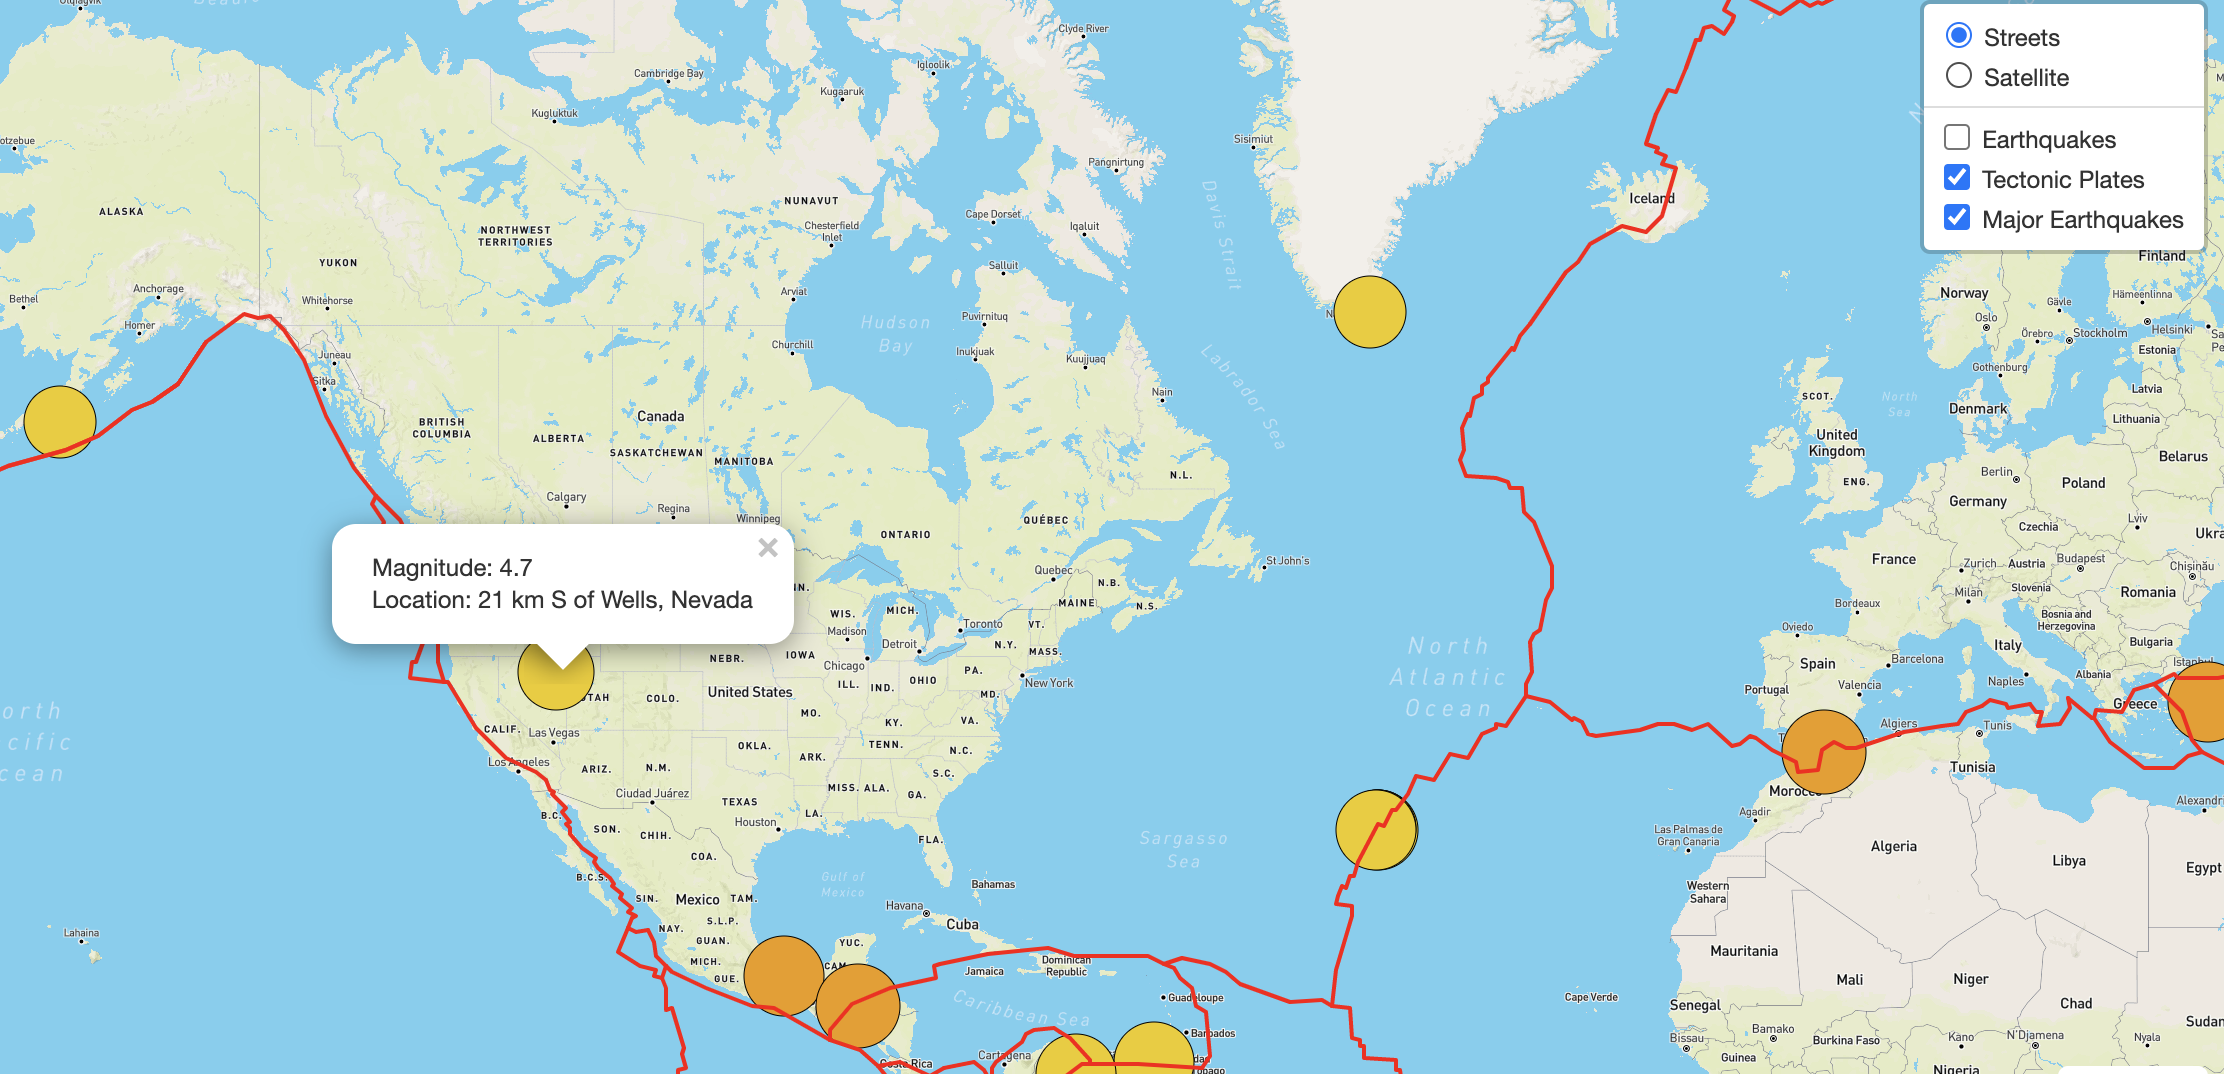 Streets
Satellite
Earthquakes
Tectonic Plates
Major Earthquakes
Magnitude: 4.7
Location: 21 km S of Wells, Nevada
×
Clyde River
Igloolik
Cambridge Bay
Kugaaruk
Kugluktuk
Sisimiut
Pangnirtung
otzebue
ALASKA
NUNAVUT
Chesterfield
Inlet
Cape Dorset
Iqaluit
Davis Strait
Iceland
NORTHWEST
TERRITORIES
YUKON
Salluit
Anchorage
Bethel
Whitehorse
Arviat
Homer
Hudson
Bay
Puvirnituq
Churchill
Inukjuak
Kuujjuaq
Labrador Sea
Juneau
Sitka
Nain
Finland
Norway
Gävle
Hämeenlinna
Oslo
Örebro
Stockholm
Helsinki
Estonia
Gothenburg
Latvia
SCOT.
North
Sea
Denmark
Lithuania
United
Kingdom
Belarus
Berlin
ENG.
Poland
Germany
Lviv
Czechia
Ukra
France
Zurich
Austria
Budapest
Chișinău
Slovenia
Milan
Romania
Bordeaux
Bosnia and
Herzegovina
Oviedo
Italy
Bulgaria
Spain
Barcelona
Istanbul
Naples
Albania
Portugal
Valencia
Greece
Algiers
Tunis
Tunisia
Morocco
Agadir
Alexandri
Las Palmas de
Gran Canaria
Algeria
Libya
Egypt
Western
Sahara
Mauritania
Mali
Niger
Chad
Cape Verde
Senegal
Sudan
Bamako
Kano
N'Djamena
Nyala
Bissau
Burkina Faso
Guinea
Nigeria
BRITISH
COLUMBIA
Canada
ALBERTA
SASKATCHEWAN
MANITOBA
N.L.
Calgary
Regina
Winnipeg
ONTARIO
QUÉBEC
St John's
Quebec
N.B.
MAINE
N.S.
WIS.
MICH.
Madison
Toronto
VT.
Detroit
N.Y.
MASS.
NEBR.
IOWA
Chicago
PA.
New York
UTAH
COLO.
United States
ILL.
IND.
OHIO
MD.
CALIF.
Las Vegas
MO.
KY.
VA.
OKLA.
TENN.
N.C.
Los Angeles
ARIZ.
N.M.
ARK.
S.C.
Ciudad Juárez
TEXAS
MISS.
ALA.
GA.
B.C.
SON.
CHIH.
Houston
LA.
FLA.
COA.
Gulf of
Mexico
Sargasso
Sea
North
Atlantic
Ocean
orth
cific
cean
B.C.S.
SIN.
Mexico
TAM.
Bahamas
Havana
Cuba
NAY.
S.L.P.
GUAN.
YUC.
Lahaina
MICH.
CAM.
GUE.
Jamaica
Dominican
Republic
Guadeloupe
Caribbean Sea
Barbados
Cartagena
Costa Rica